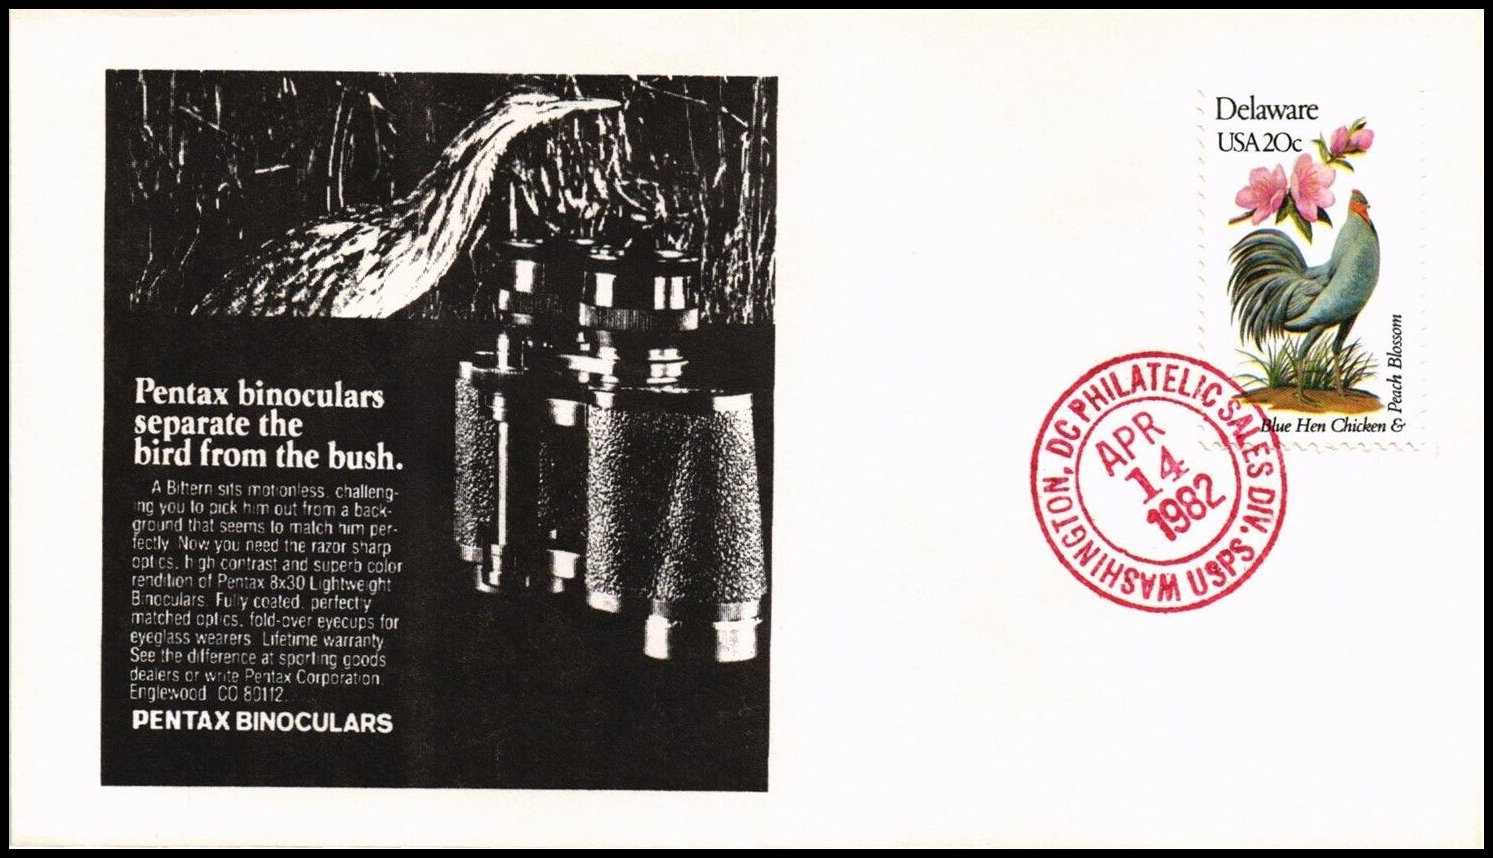 Pentax binoculars
separate the
bird from the bush.
A Bittern sits motionless, challeng-
ing you to pick him out from a back-
ground that seems to match him per-
fectly. Now you need the razor sharp
optics, high contrast and superb color
rendition of Pentax 8x30 Lightweight
Binoculars. Fully coated, perfectly
matched optics, fold-over eyecups for
eyeglass wearers. Lifetime warranty.
See the difference at sporting goods
dealers or write Pentax Corporation
Englewood CO 80112
PENTAX BINOCULARS
Delaware
USA 20c
Blue Hen Chicken &
Peach Blossom
WASHINGTON, DC PHILATELIC SALES DIV. USPS
APR
14
1982